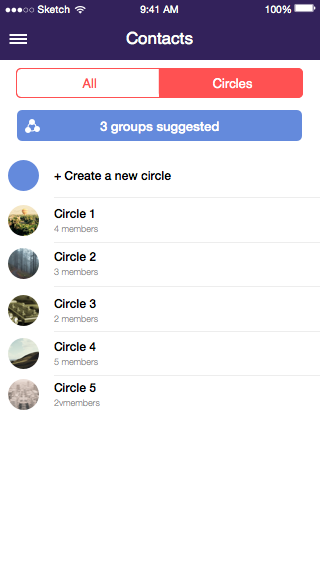 Sketch 9:41 AM 100%
Contacts
All Circles
3 groups suggested
+ Create a new circle
Circle 1
4 members
Circle 2
3 members
Circle 3
2 members
Circle 4
5 members
Circle 5
2vmembers